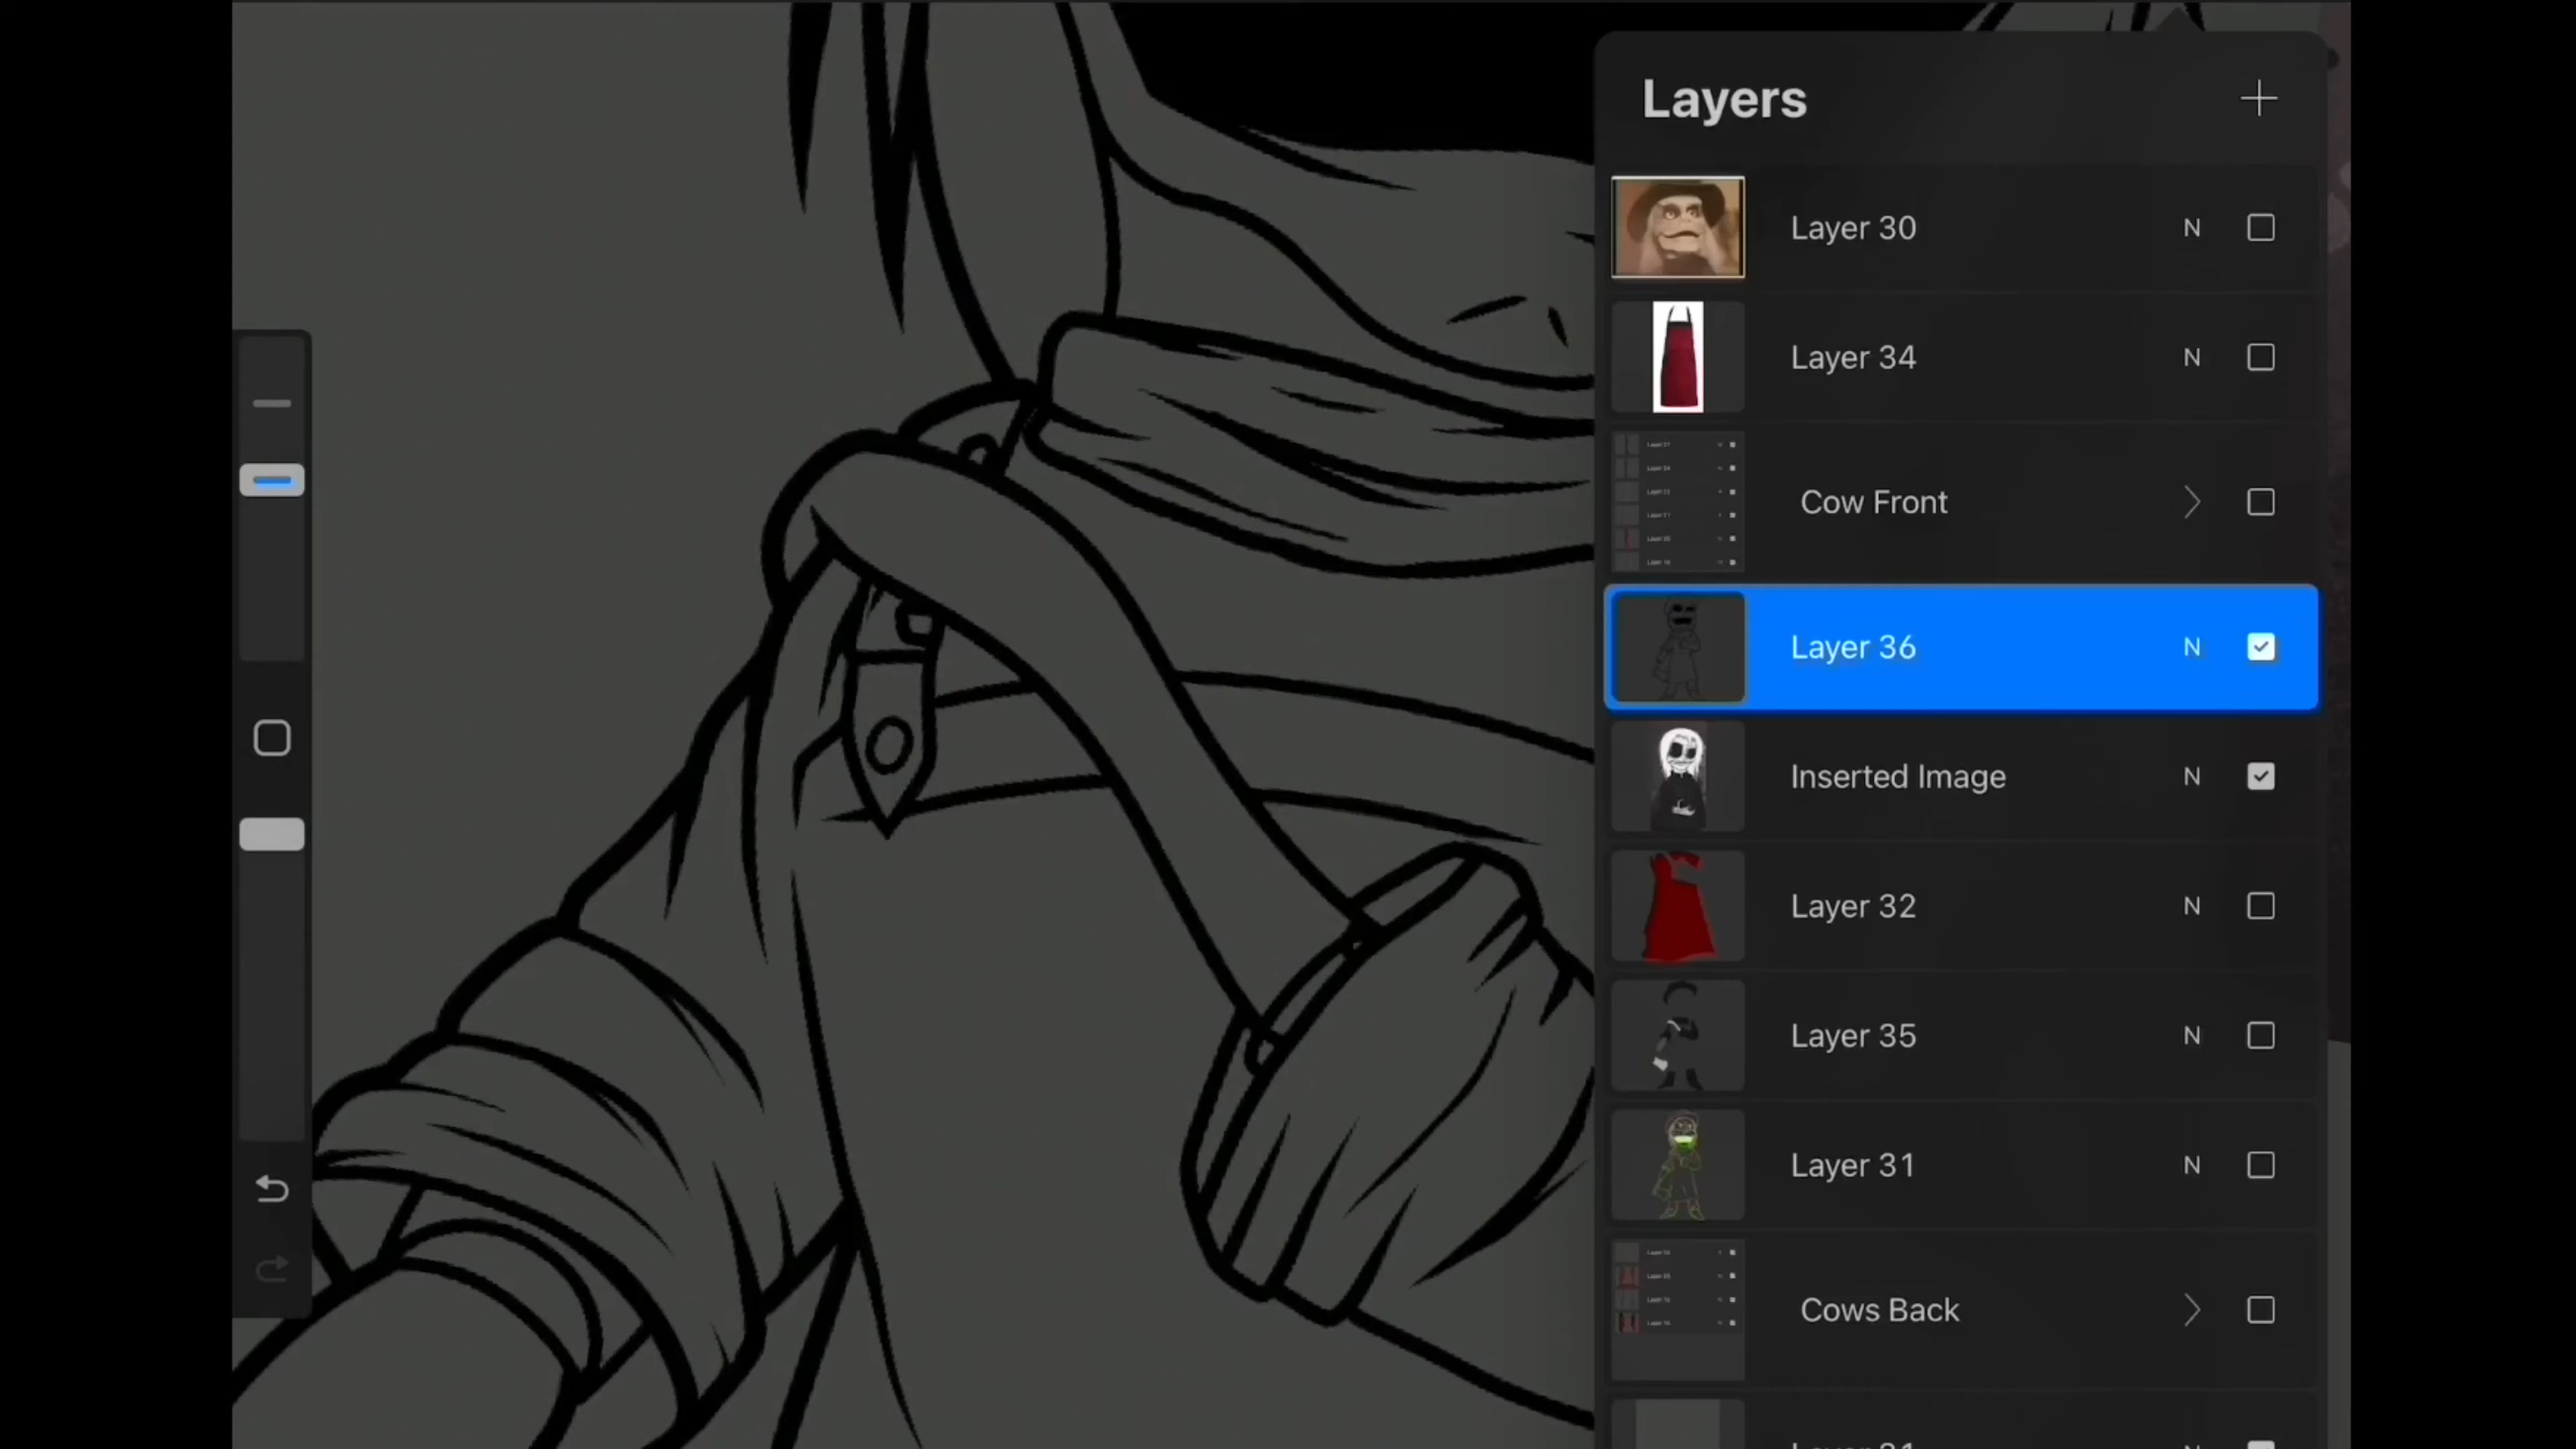 Layers
Layer 30 N
Layer 34 N
Cow Front
Layer 36 N
Inserted Image N
Layer 32 N
Layer 35 N
Layer 31 N
Cows Back